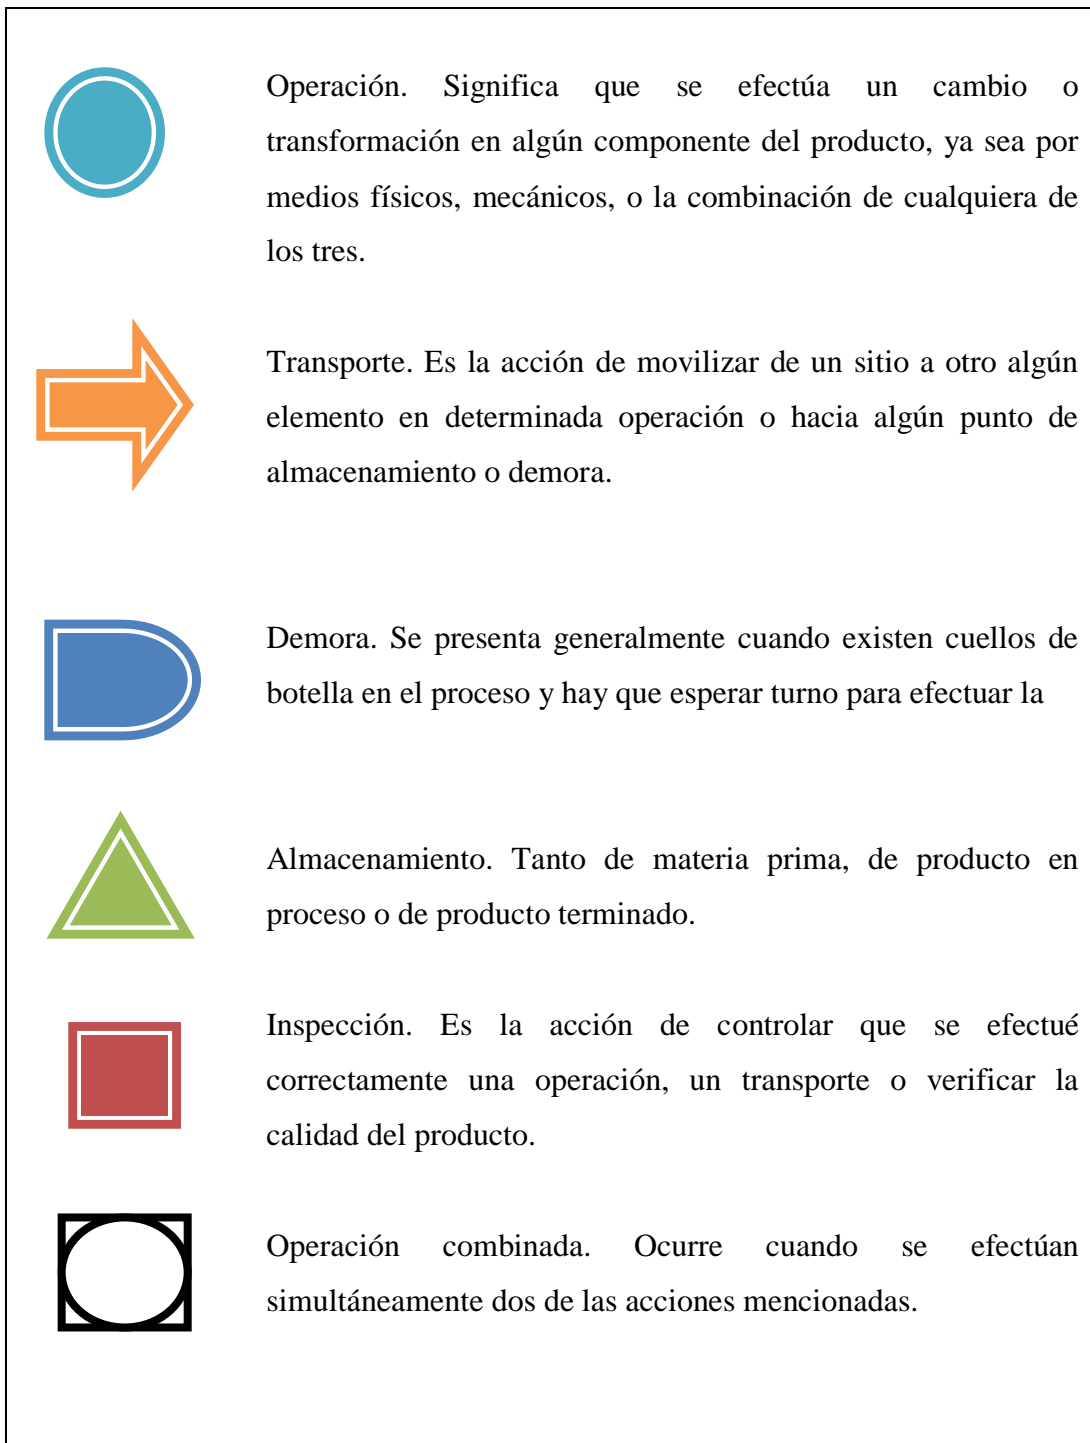 Operación. Significa que se efectúa un cambio o
transformación en algún componente del producto, ya sea por
medios físicos, mecánicos, o la combinación de cualquiera de
los tres.
Transporte. Es la acción de movilizar de un sitio a otro algún
elemento en determinada operación o hacia algún punto de
almacenamiento o demora.
Demora. Se presenta generalmente cuando existen cuellos de
botella en el proceso y hay que esperar turno para efectuar la
Almacenamiento. Tanto de materia prima, de producto en
proceso o de producto terminado.
Inspección. Es la acción de controlar que se efectué
correctamente una operación, un transporte o verificar la
calidad del producto.
Operación combinada. Ocurre cuando se efectúan
simultáneamente dos de las acciones mencionadas.